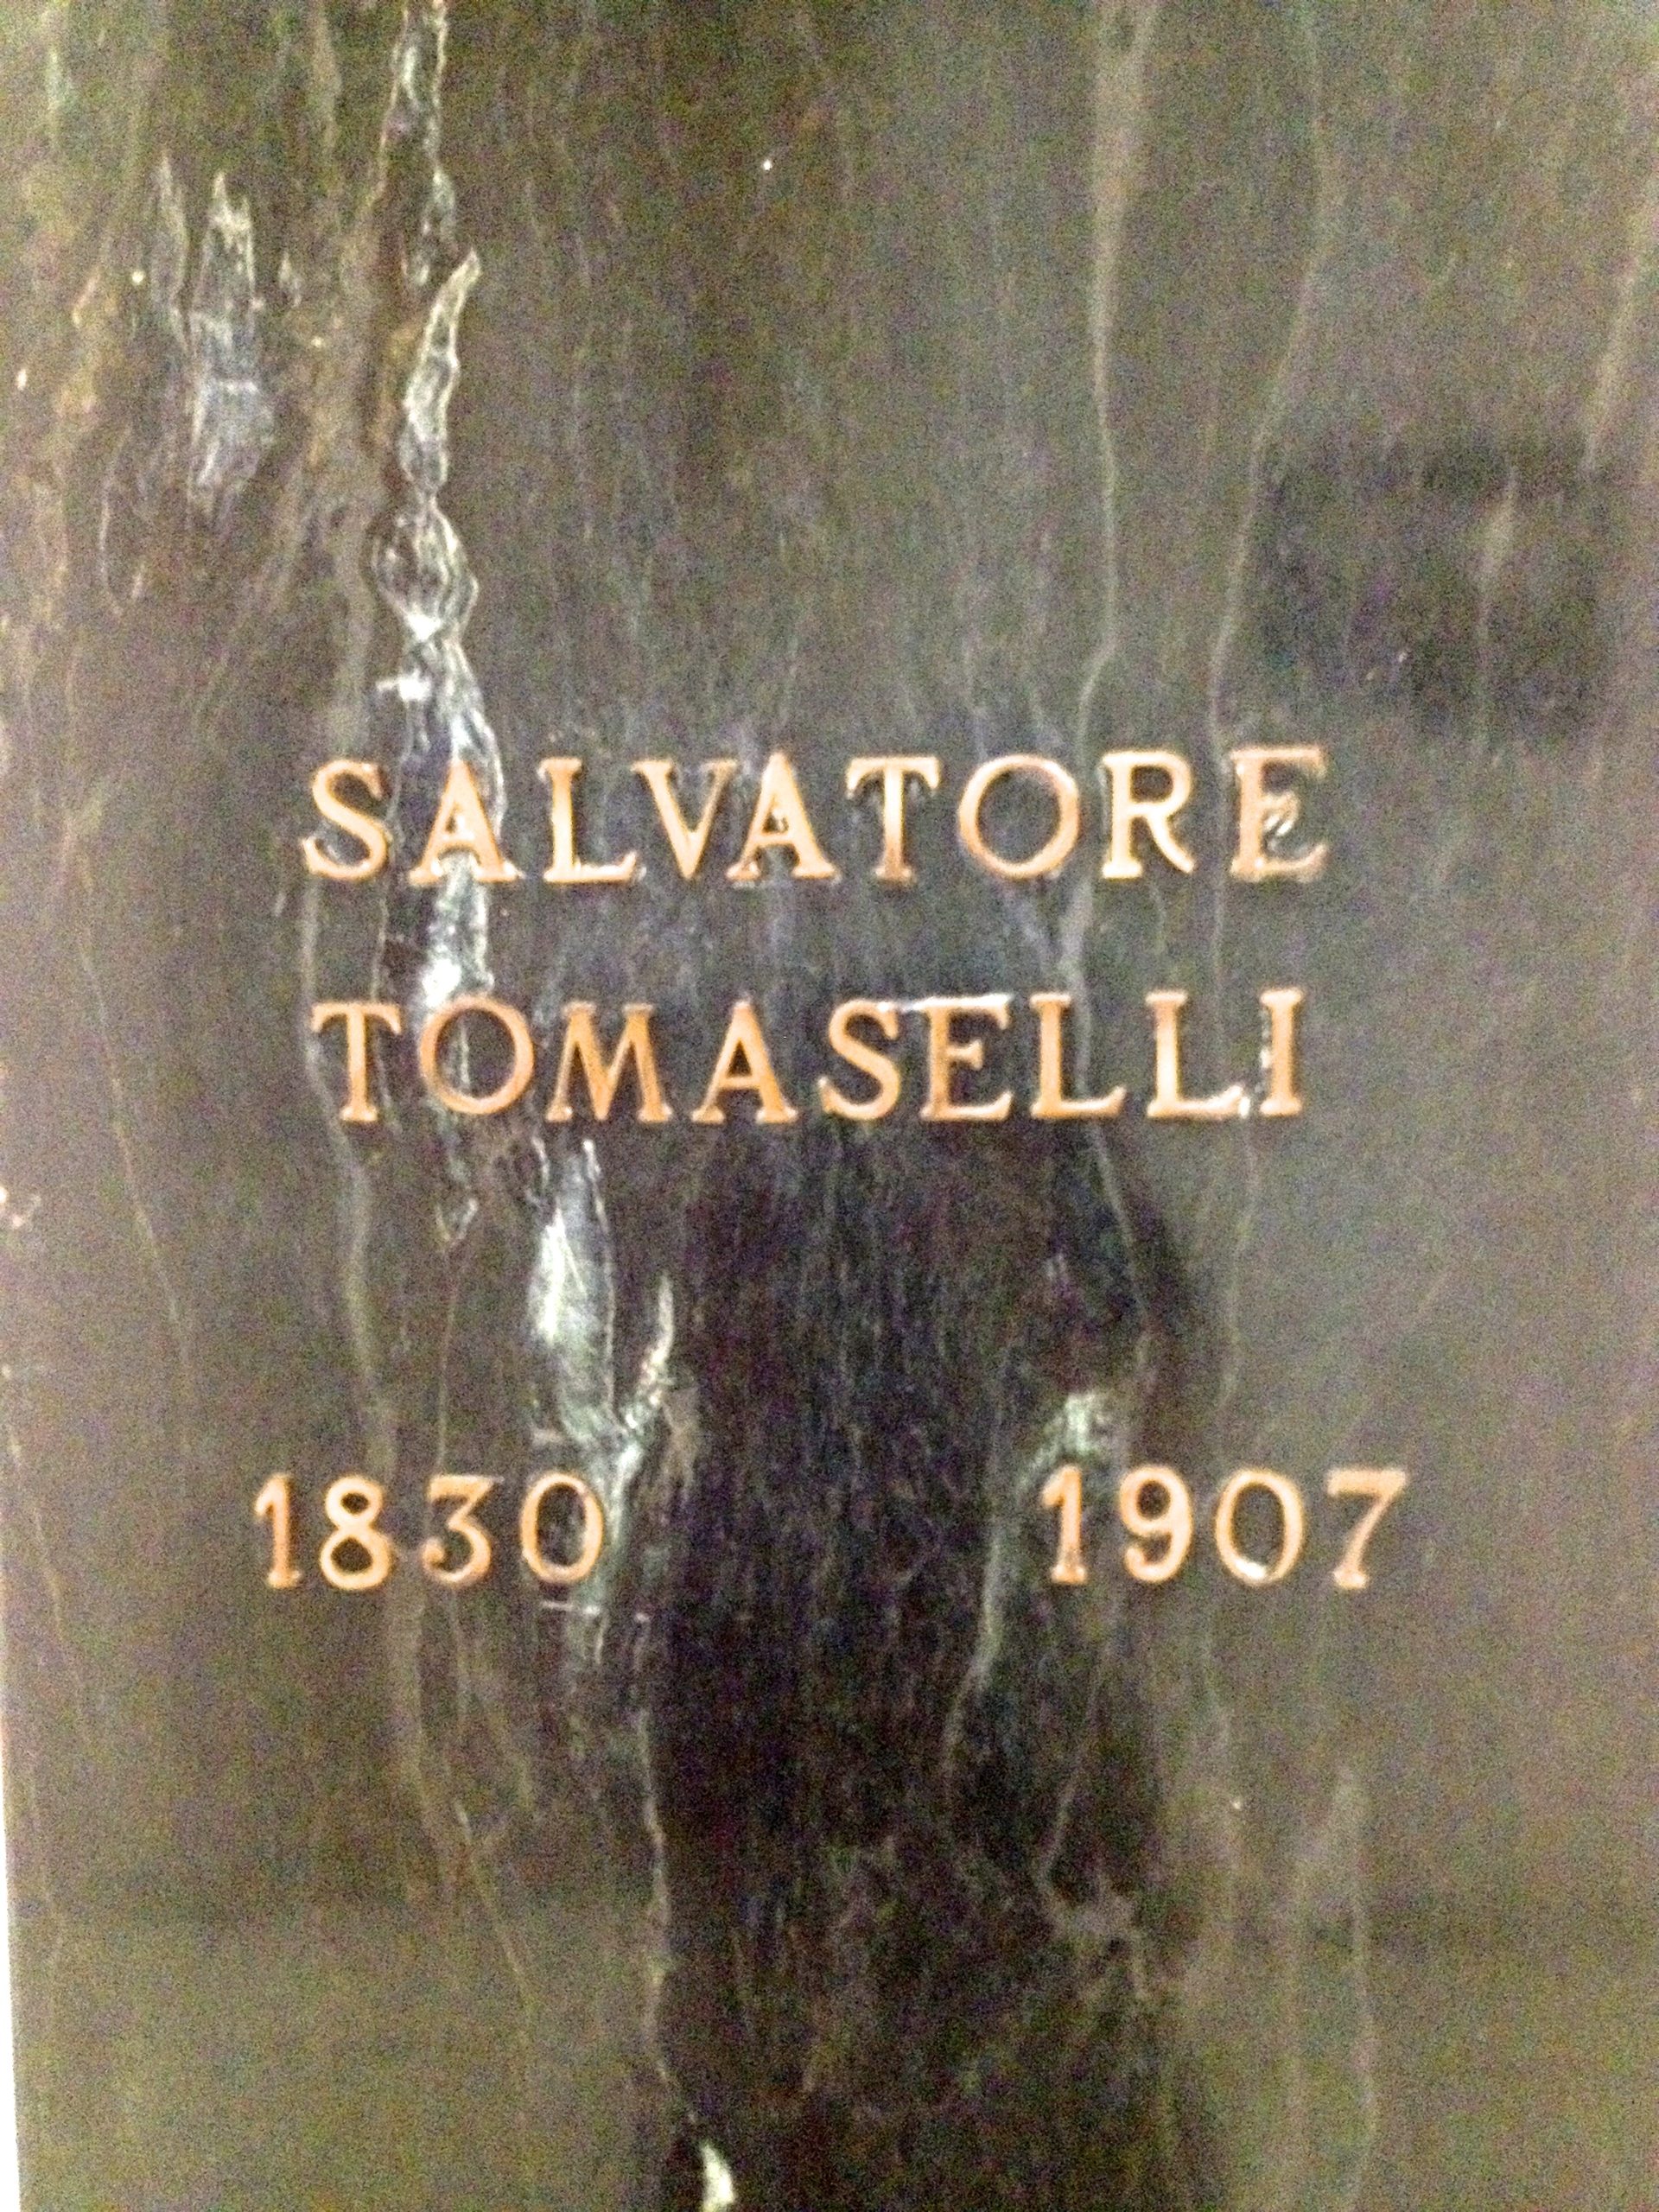 SALVATORE
TOMASELLI
1830 1907